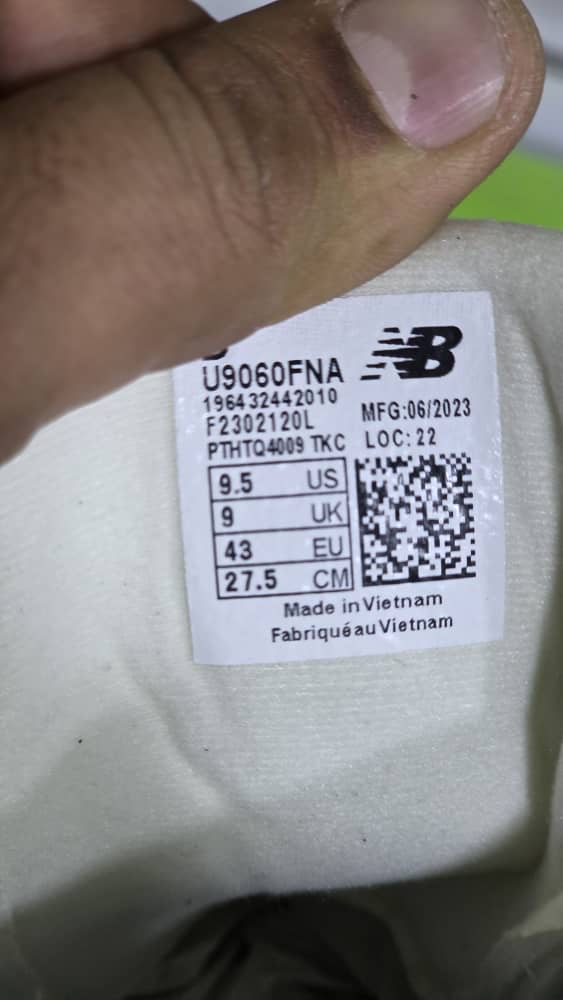 U9060FNA
NB
196432442010
F2302120L
MFG:06/2023
PTHTQ4009 TKC
LOC: 22
9.5 US
9 UK
43 EU
27.5 CM
Made in Vietnam
Fabriqué au Vietnam